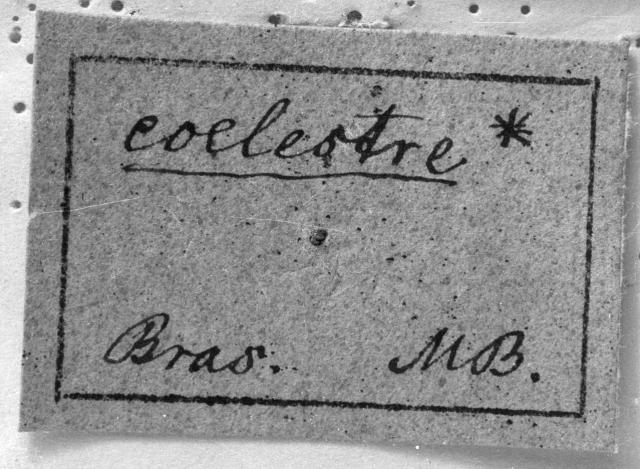 coelestre *
Bras. MB.